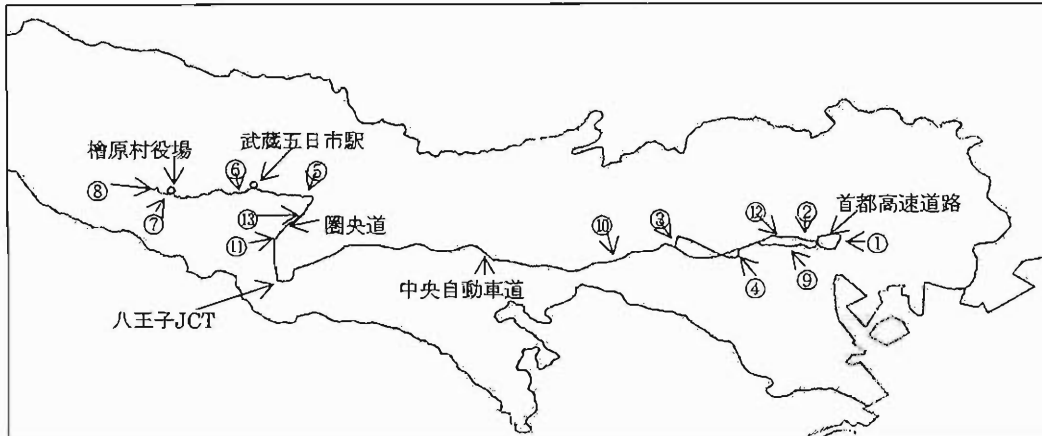 武蔵五日市駅
檜原村役場
⑥
⑤
⑧
⑦
⑬
圏央道
⑪
⑩
③
⑫
②
首都高速道路
①
④
⑨
中央自動車道
八王子JCT